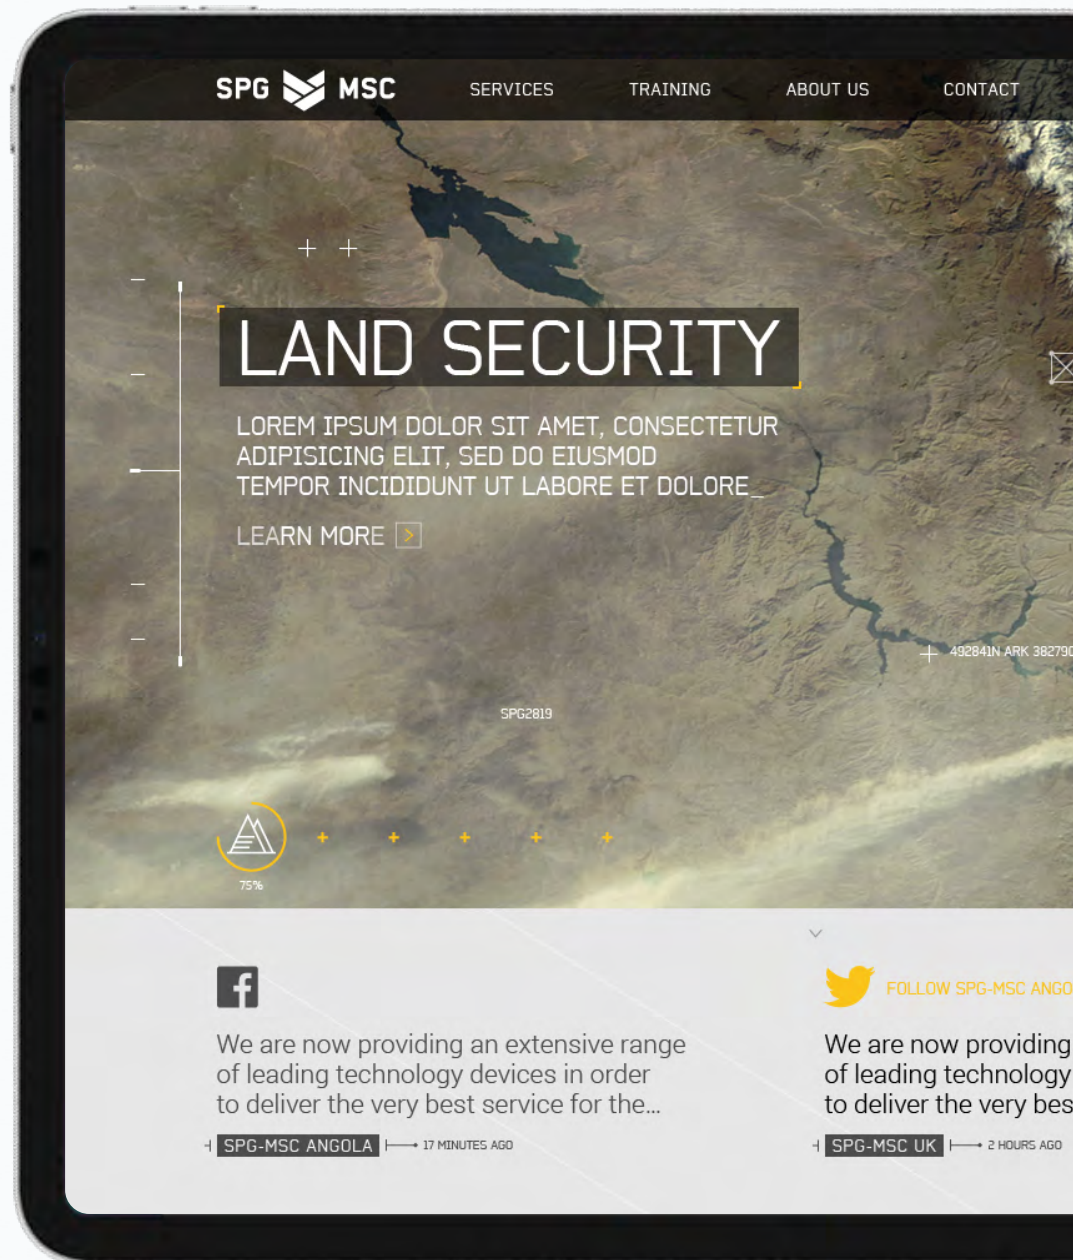 SPG MSC
SERVICES
TRAINING
ABOUT US
CONTACT
LAND SECURITY
LOREM IPSUM DOLOR SIT AMET, CONSECTETUR
ADIPISICING ELIT, SED DO EIUSMOD
TEMPOR INCIDIDUNT UT LABORE ET DOLORE_
LEARN MORE
492841N ARK 382790
SPG2819
75%
We are now providing an extensive range
of leading technology devices in order
to deliver the very best service for the...
SPG-MSC ANGOLA
17 MINUTES AGO
FOLLOW SPG-MSC ANGO
We are now providing
of leading technology
to deliver the very bes
SPG-MSC UK
2 HOURS AGO